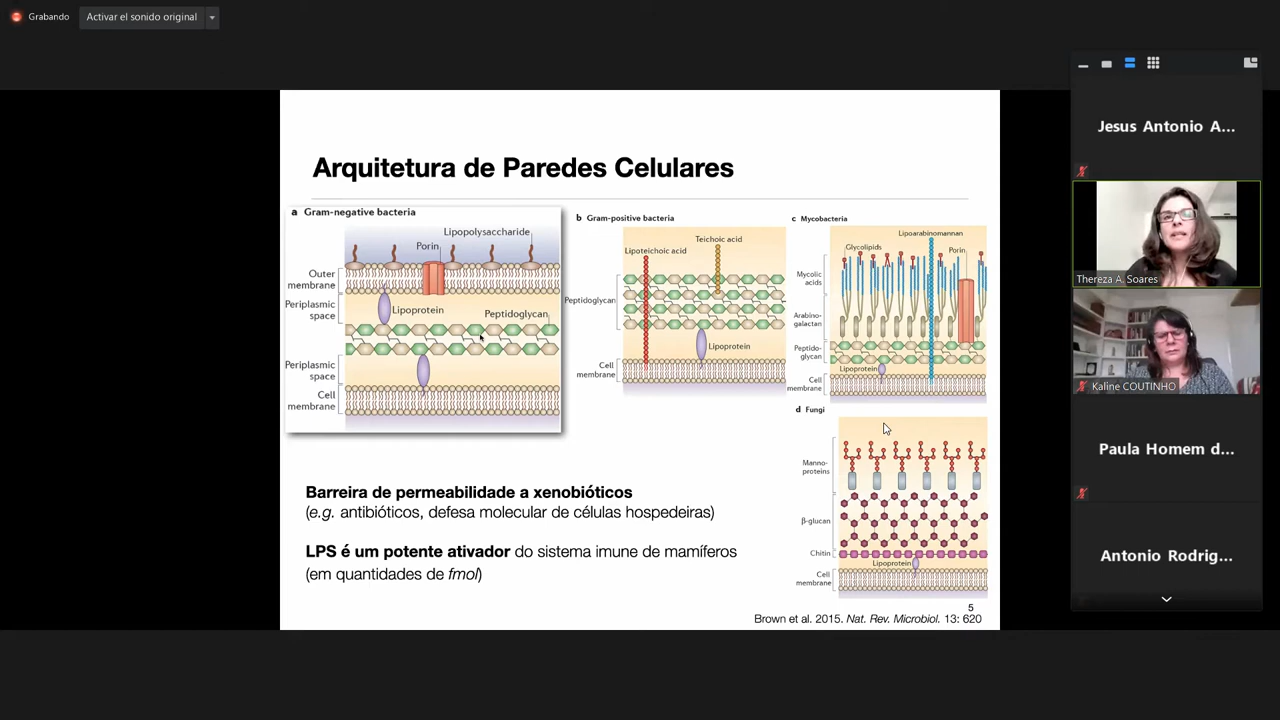 Grabando
Activar el sonido original
Arquitetura de Paredes Celulares
a Gram-negative bacteria
Lipopolysaccharide
Porin
Outer
membrane
Periplasmic
space
Lipoprotein
Peptidoglycan
Periplasmic
space
Cell
membrane
b Gram-positive bacteria
Teichoic acid
Lipoteichoic acid
Peptidoglycan
Lipoprotein
Cell
membrane
c Mycobacteria
Lipoarabinomannan
Glycolipids
Porin
Mycolic
acids
Arabino-
galactan
Peptido-
glycan
Lipoprotein
Cell
membrane
d Fungi
Manno-
proteins
β-glucan
Chitin
Lipoprotein
Cell
membrane
Barreira de permeabilidade a xenobióticos
(e.g. antibióticos, defesa molecular de células hospedeiras)
LPS é um potente ativador do sistema imune de mamíferos
(em quantidades de fmol)
5
Brown et al. 2015. Nat. Rev. Microbiol. 13: 620
Jesus Antonio A...
Thereza A. Soares
Kaline COUTINHO
Paula Homem d...
Antonio Rodrig...